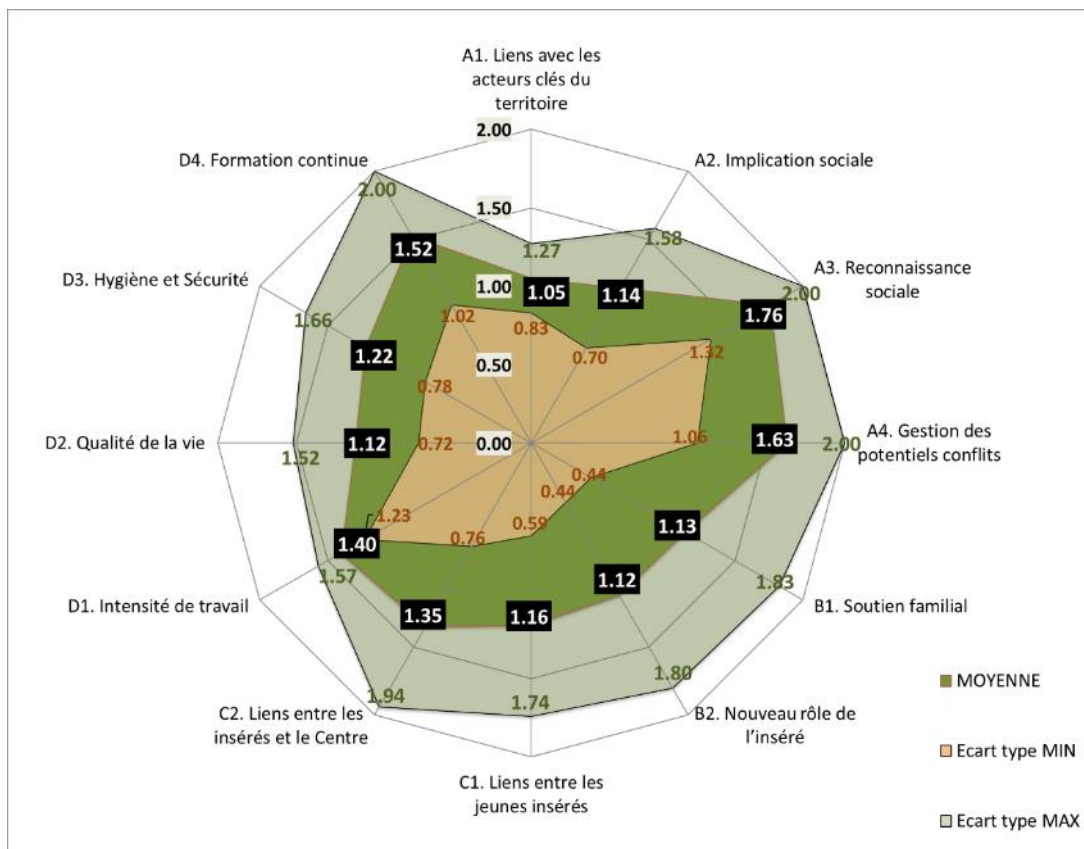 A1. Liens avec les
acteurs clés du
territoire
2.00
D4. Formation continue
A2. Implication sociale
2.00
1.50
1.58
1.52
1.27
D3. Hygiène et Sécurité
A3. Reconnaissance
sociale
2.00
1.00
1.05
1.14
1.76
1.66
1.02
0.83
1.22
0.70
1.32
0.50
0.78
D2. Qualité de la vie
1.52
1.12
0.72
0.00
1.06
1.63
2.00
A4. Gestion des
potentiels conflits
0.44
0.44
1.23
0.59
1.13
1.40
0.76
1.57
1.83
D1. Intensité de travail
B1. Soutien familial
1.12
1.35
1.16
1.80
1.94
1.74
C2. Liens entre les
insérés et le Centre
B2. Nouveau rôle de
l'inséré
C1. Liens entre les
jeunes insérés
MOYENNE
Ecart type MIN
Ecart type MAX